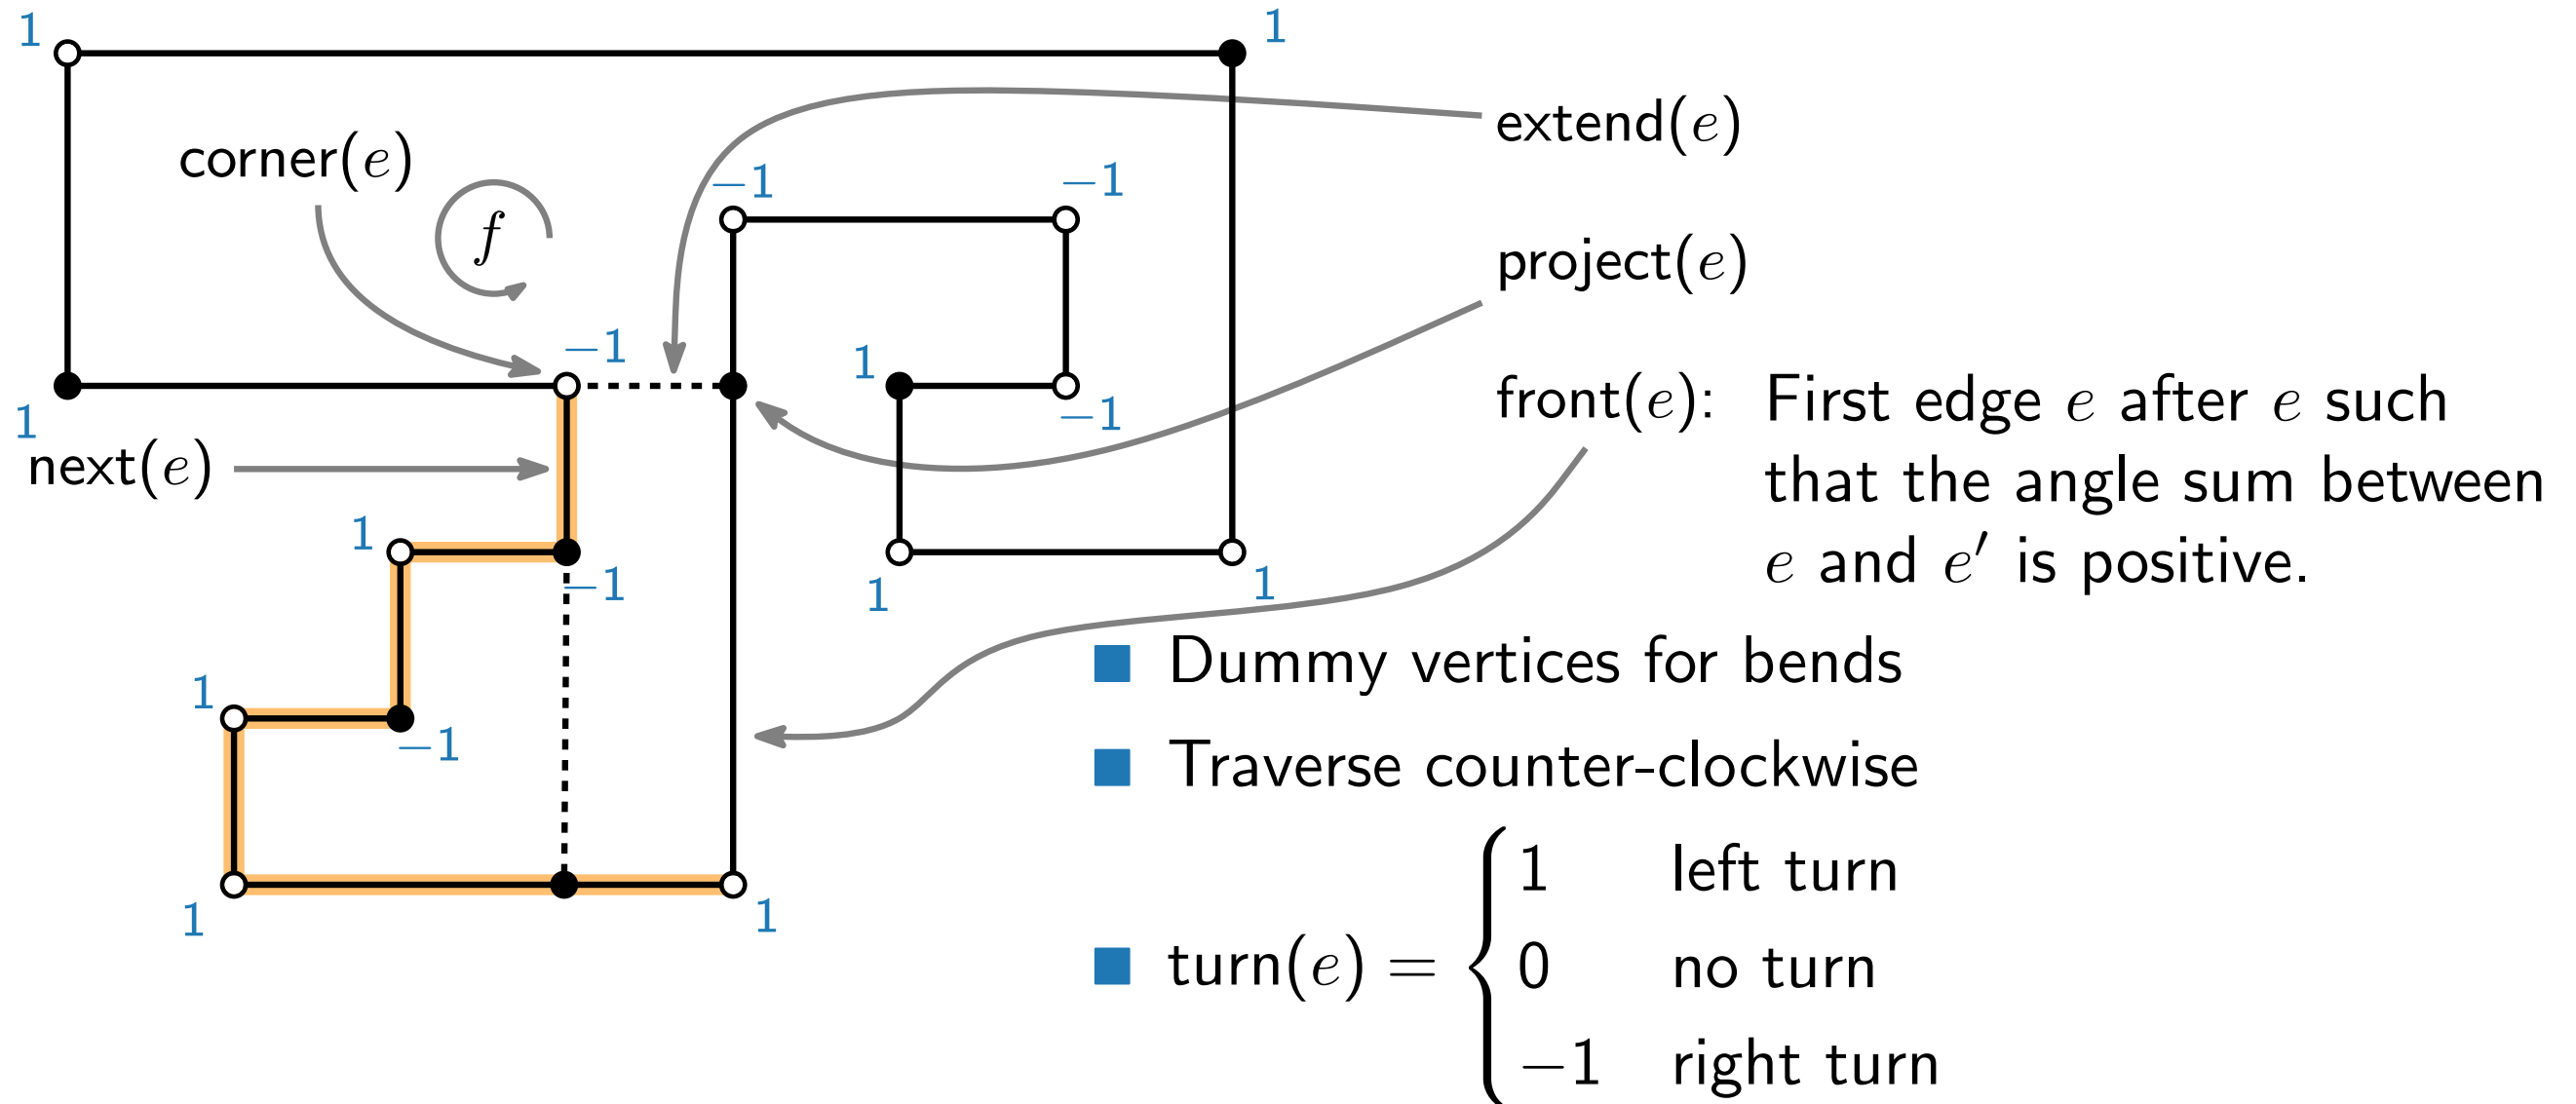 1
1
extend(e)
corner(e)
f
−1
−1
project(e)
−1
1
−1
1
front(e): First edge e after e such
that the angle sum between
e and e′ is positive.
next(e)
1
−1
1
1
1
−1
Dummy vertices for bends
Traverse counter-clockwise
1
1
turn(e) =
1 left turn
0 no turn
−1 right turn